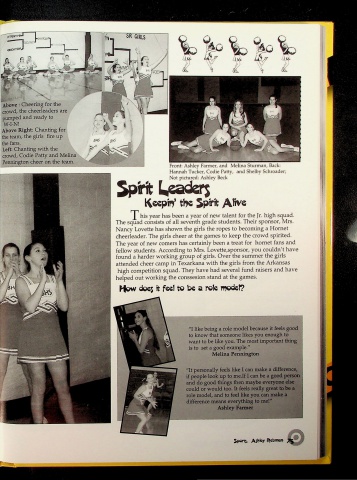 SR GIRLS
Above: Cheering for the
crowd, the cheerleaders are
pumped and ready to
W-I-N!
Above Right: Chanting for
the team, the girls fire up
the fans.
Left: Chanting with the
crowd, Codie Patty and Melina
Pennington cheer on the team.
Front: Ashley Farmer, and Melina Sturman, Back:
Hannah Tucker, Codie Patty, and Shelby Schroader,
Not pictured: Ashley Beck
Spirit Leaders
Keepin' the Spirit Alive
This year has been a year of new talent for the Jr. high squad.
The squad consists of all seventh grade students. Their sponsor, Mrs.
Nancy Lovette has shown the girls the ropes to becoming a Hornet
cheerleader. The girls cheer at the games to keep the crowd spirited.
The year of new comers has certainly been a treat for hornet fans and
fellow students. According to Mrs. Lovette,sponsor, you couldn't have
found a harder working group of girls. Over the summer the girls
attended cheer camp in Texarkana with the girls from the Arkansas
high competition squad. They have had several fund raisers and have
helped out working the consession stand at the games.
How does it feel to be a role model?
"I like being a role model because it feels good
to know that someone likes you enough to
want to be like you. The most important thing
is to set a good example."
Melina Pennington
"It personally feels like I can make a difference,
if people look up to me.If I can be a good person
and do good things then maybe everyone else
could or would too. It feels really great to be a
role model, and to feel like you can make a
difference means everything to me!"
Ashley Farmer
Sports, Ashley